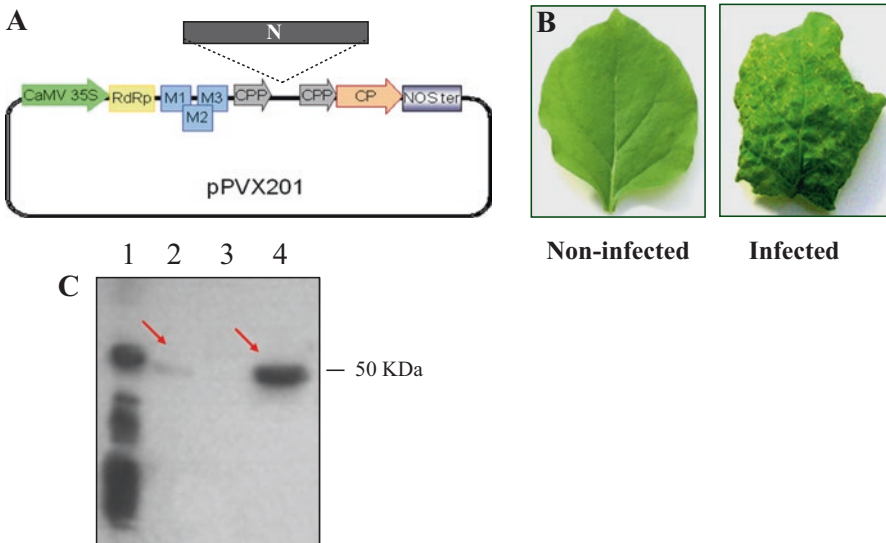 A
N
CaMV 35S RdRp M1 M3 CPP CPP CP NOSter
M2
pPVX201
B
Non-infected Infected
C
1 2 3 4
50 KDa